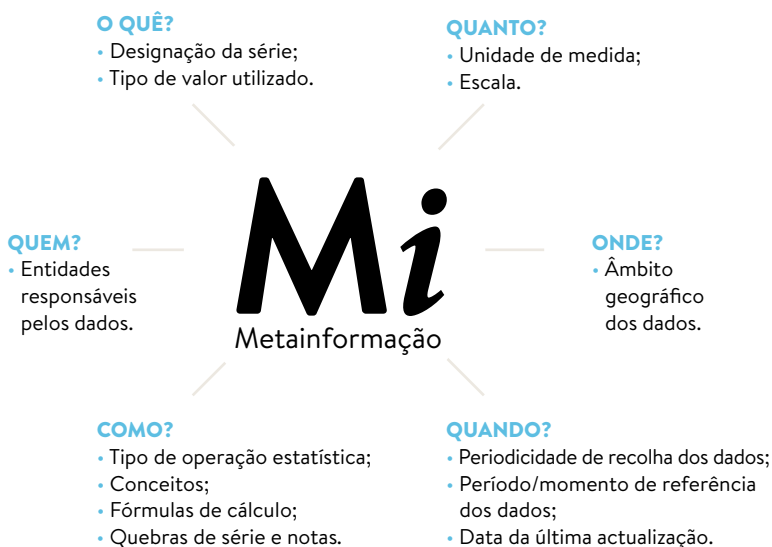 O QUÊ?
• Designação da série;
• Tipo de valor utilizado.
QUANTO?
• Unidade de medida;
• Escala.
QUEM?
• Entidades
responsáveis
pelos dados.
Mi
Metainformação
ONDE?
• Âmbito
geográfico
dos dados.
COMO?
• Tipo de operação estatística;
• Conceitos;
• Fórmulas de cálculo;
• Quebras de série e notas.
QUANDO?
• Periodicidade de recolha dos dados;
• Período/momento de referência
dos dados;
• Data da última actualização.